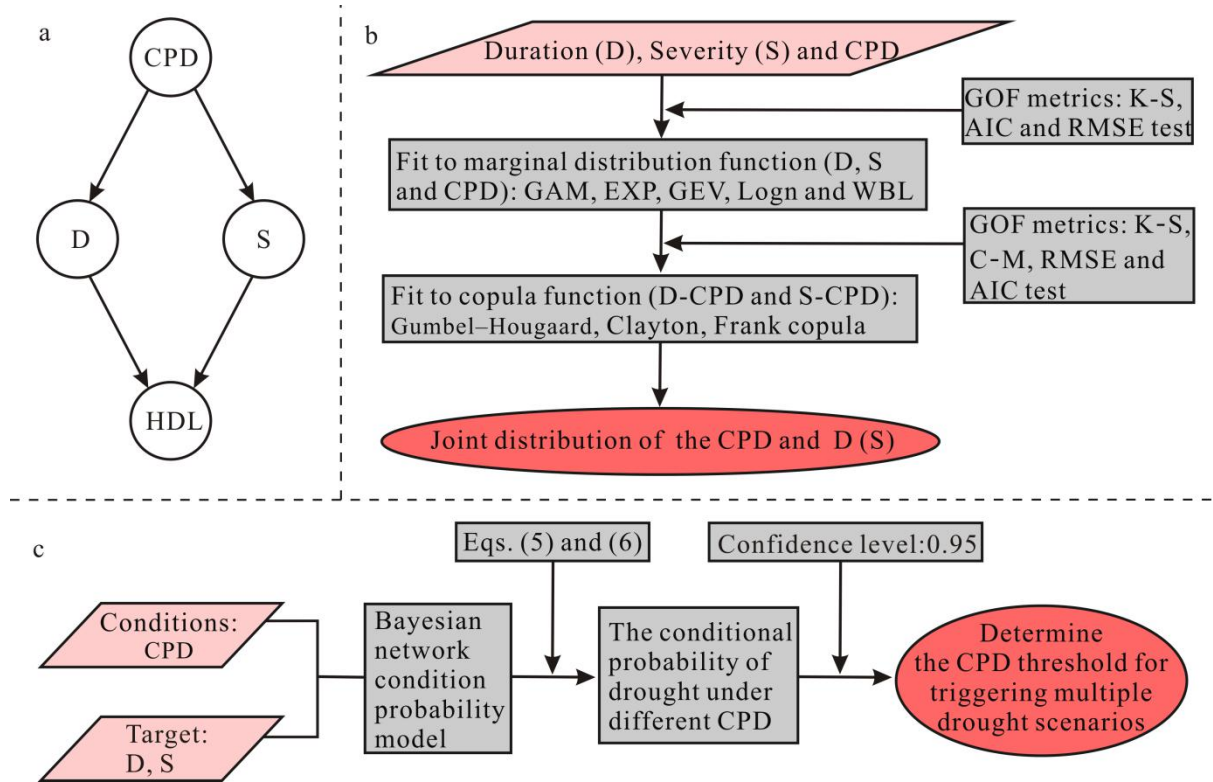 a
CPD
D
S
HDL
b
Duration (D), Severity (S) and CPD
GOF metrics: K-S,
AIC and RMSE test
Fit to marginal distribution function (D, S
and CPD): GAM, EXP, GEV, Logn and WBL
GOF metrics: K-S,
C-M, RMSE and
AIC test
Fit to copula function (D-CPD and S-CPD):
Gumbel–Hougaard, Clayton, Frank copula
Joint distribution of the CPD and D (S)
c
Eqs. (5) and (6)
Confidence level:0.95
Conditions:
CPD
Target:
D, S
Bayesian
network
condition
probability
model
The conditional
probability of
drought under
different CPD
Determine
the CPD threshold for
triggering multiple
drought scenarios